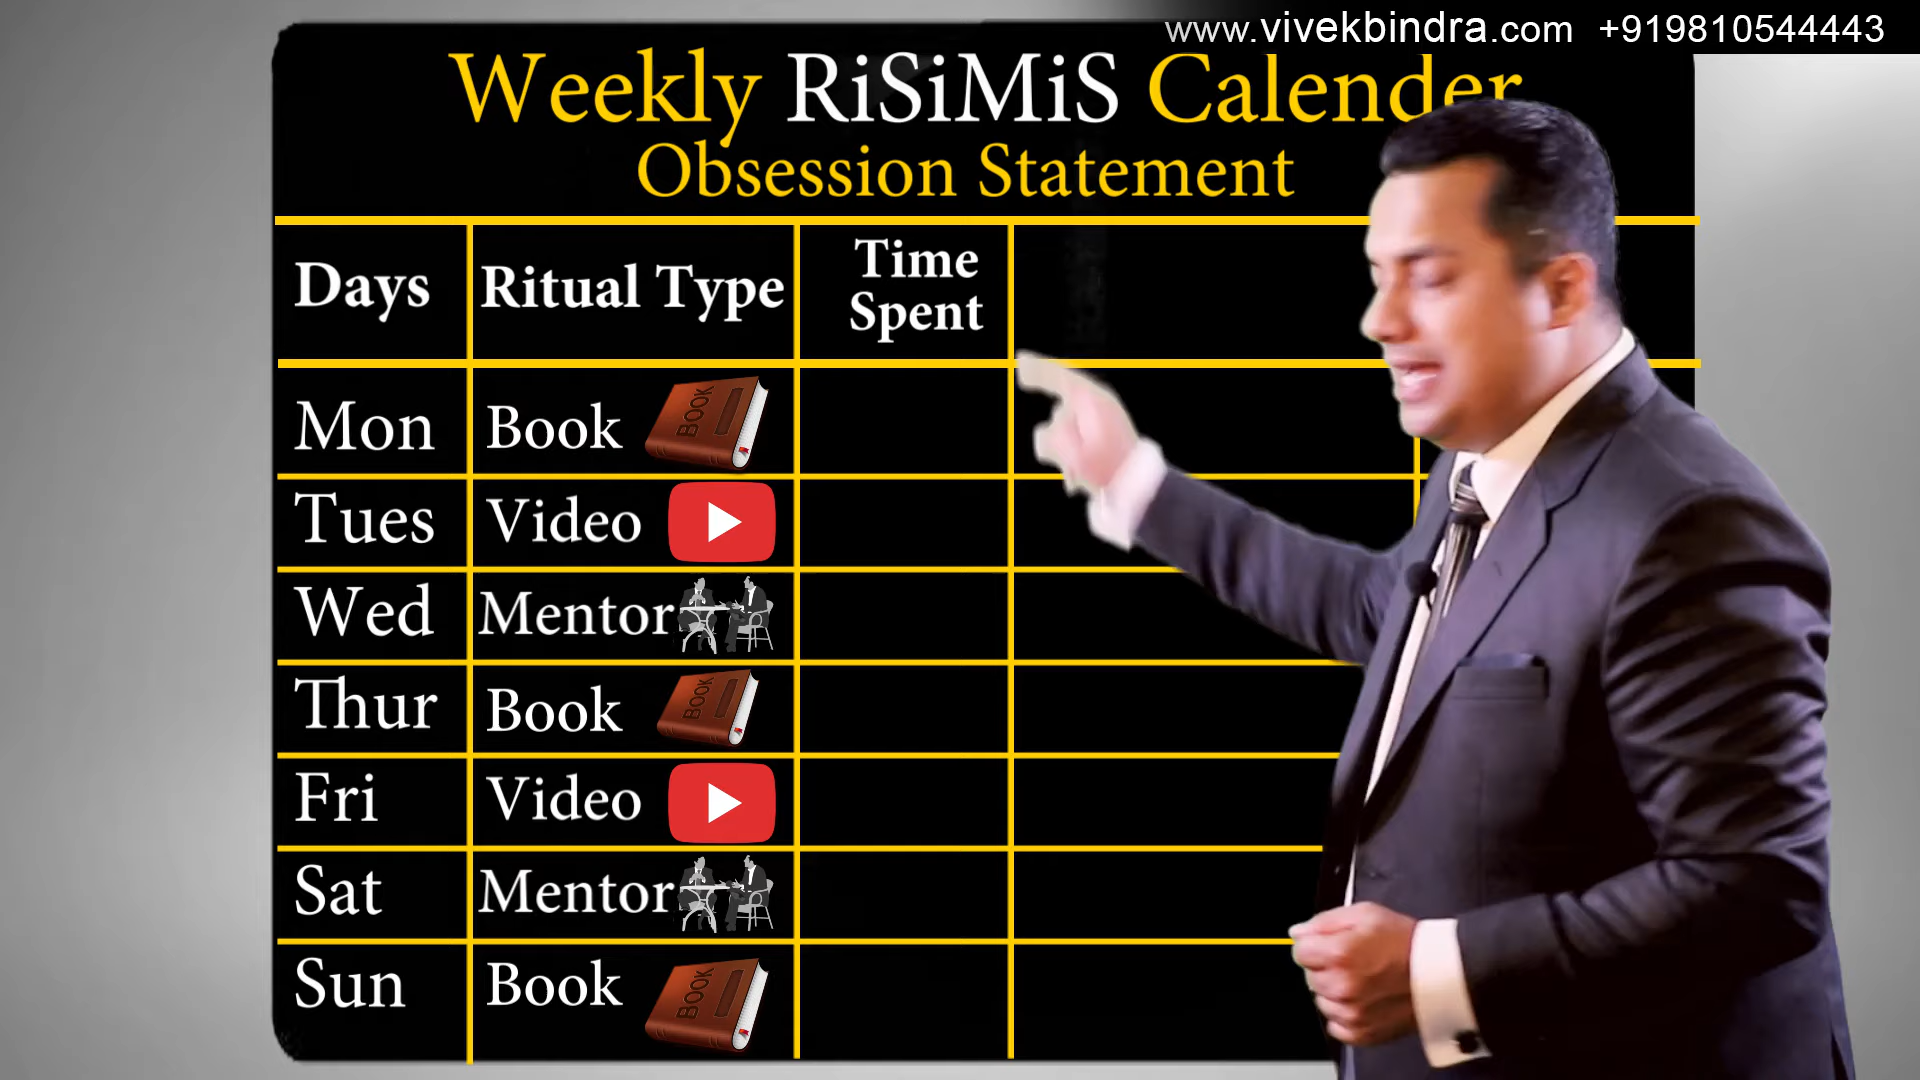 www.vivekbindra.com +919810544443
Weekly RiSiMiS Calender
Obsession Statement
Days Ritual Type Time Spent
Mon Book BOOK
Tues Video
Wed Mentor
Thur Book BOOK
Fri Video
Sat Mentor
Sun Book BOOK